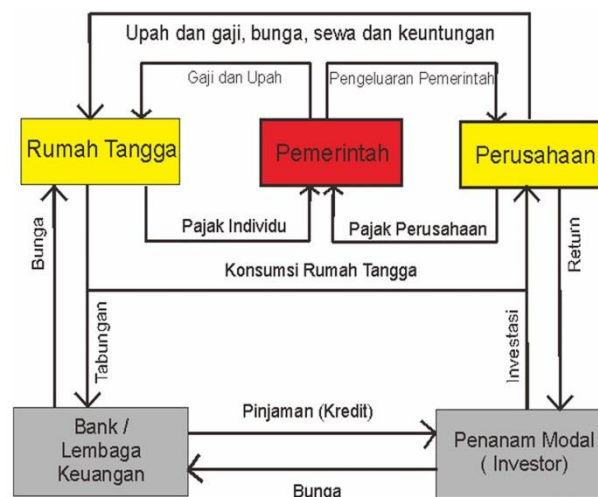 Upah dan gaji, bunga, sewa dan keuntungan
Gaji dan Upah
Pengeluaran Pemerintah
Rumah Tangga
Pemerintah
Perusahaan
Pajak Individu
Pajak Perusahaan
Bunga
Return
Konsumsi Rumah Tangga
Tabungan
Investasi
Bank /
Lembaga
Keuangan
Pinjaman (Kredit)
Penanam Modal
( Investor)
Bunga